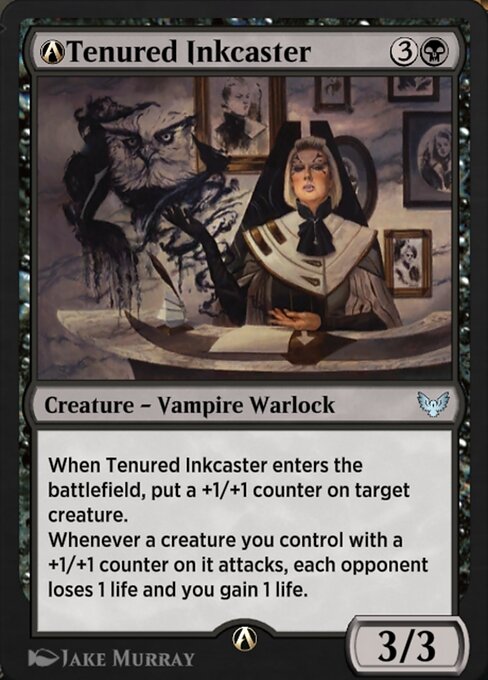 Tenured Inkcaster 3
Creature – Vampire Warlock
When Tenured Inkcaster enters the
battlefield, put a +1/+1 counter on target
creature.
Whenever a creature you control with a
+1/+1 counter on it attacks, each opponent
loses 1 life and you gain 1 life.
3/3
Jake Murray